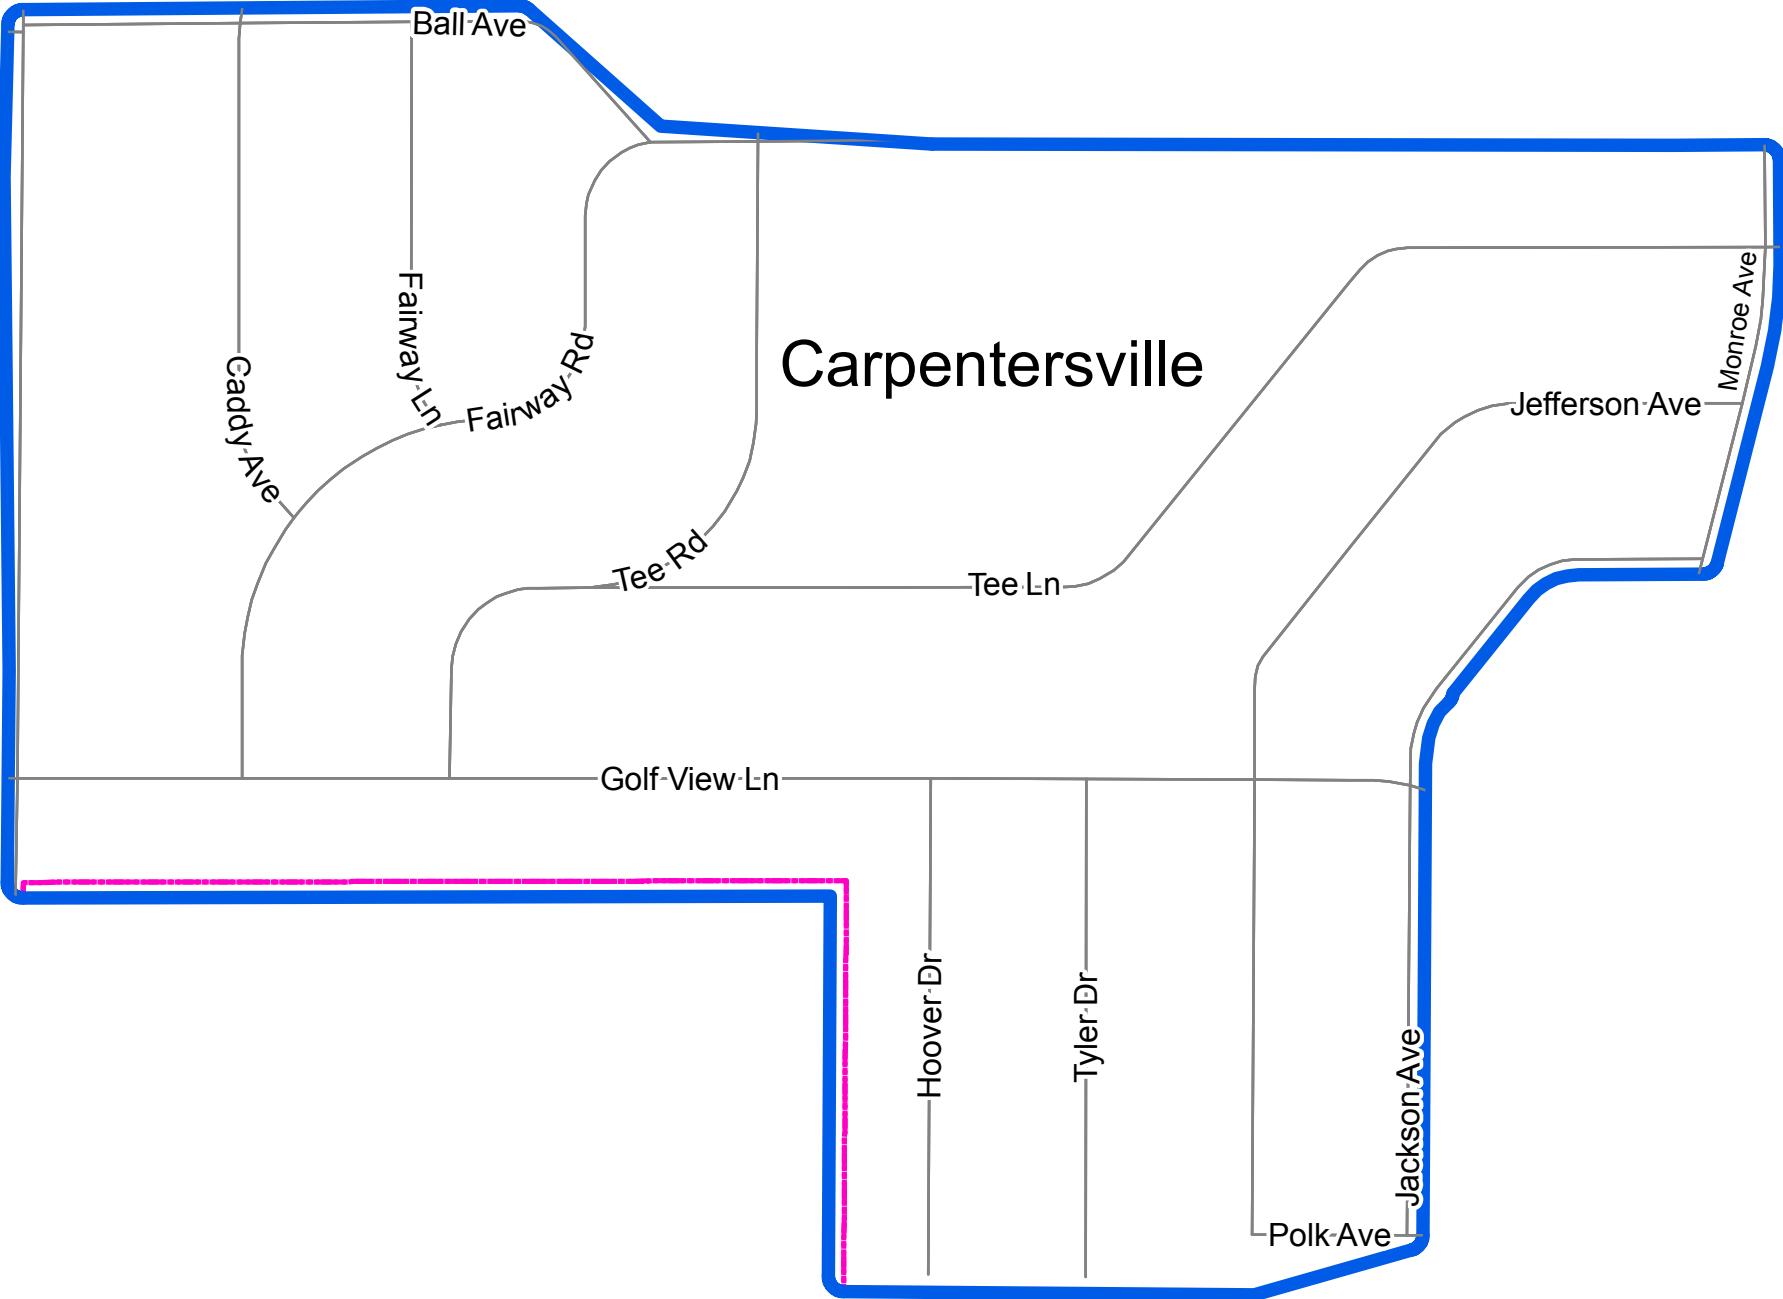 Ball Ave
Monroe Ave
Fairway Ln
Fairway Rd
Carpentersville
Caddy Ave
Jefferson Ave
Tee Rd
Tee Ln
Golf View Ln
Hoover Dr
Tyler Dr
Jackson Ave
Polk Ave